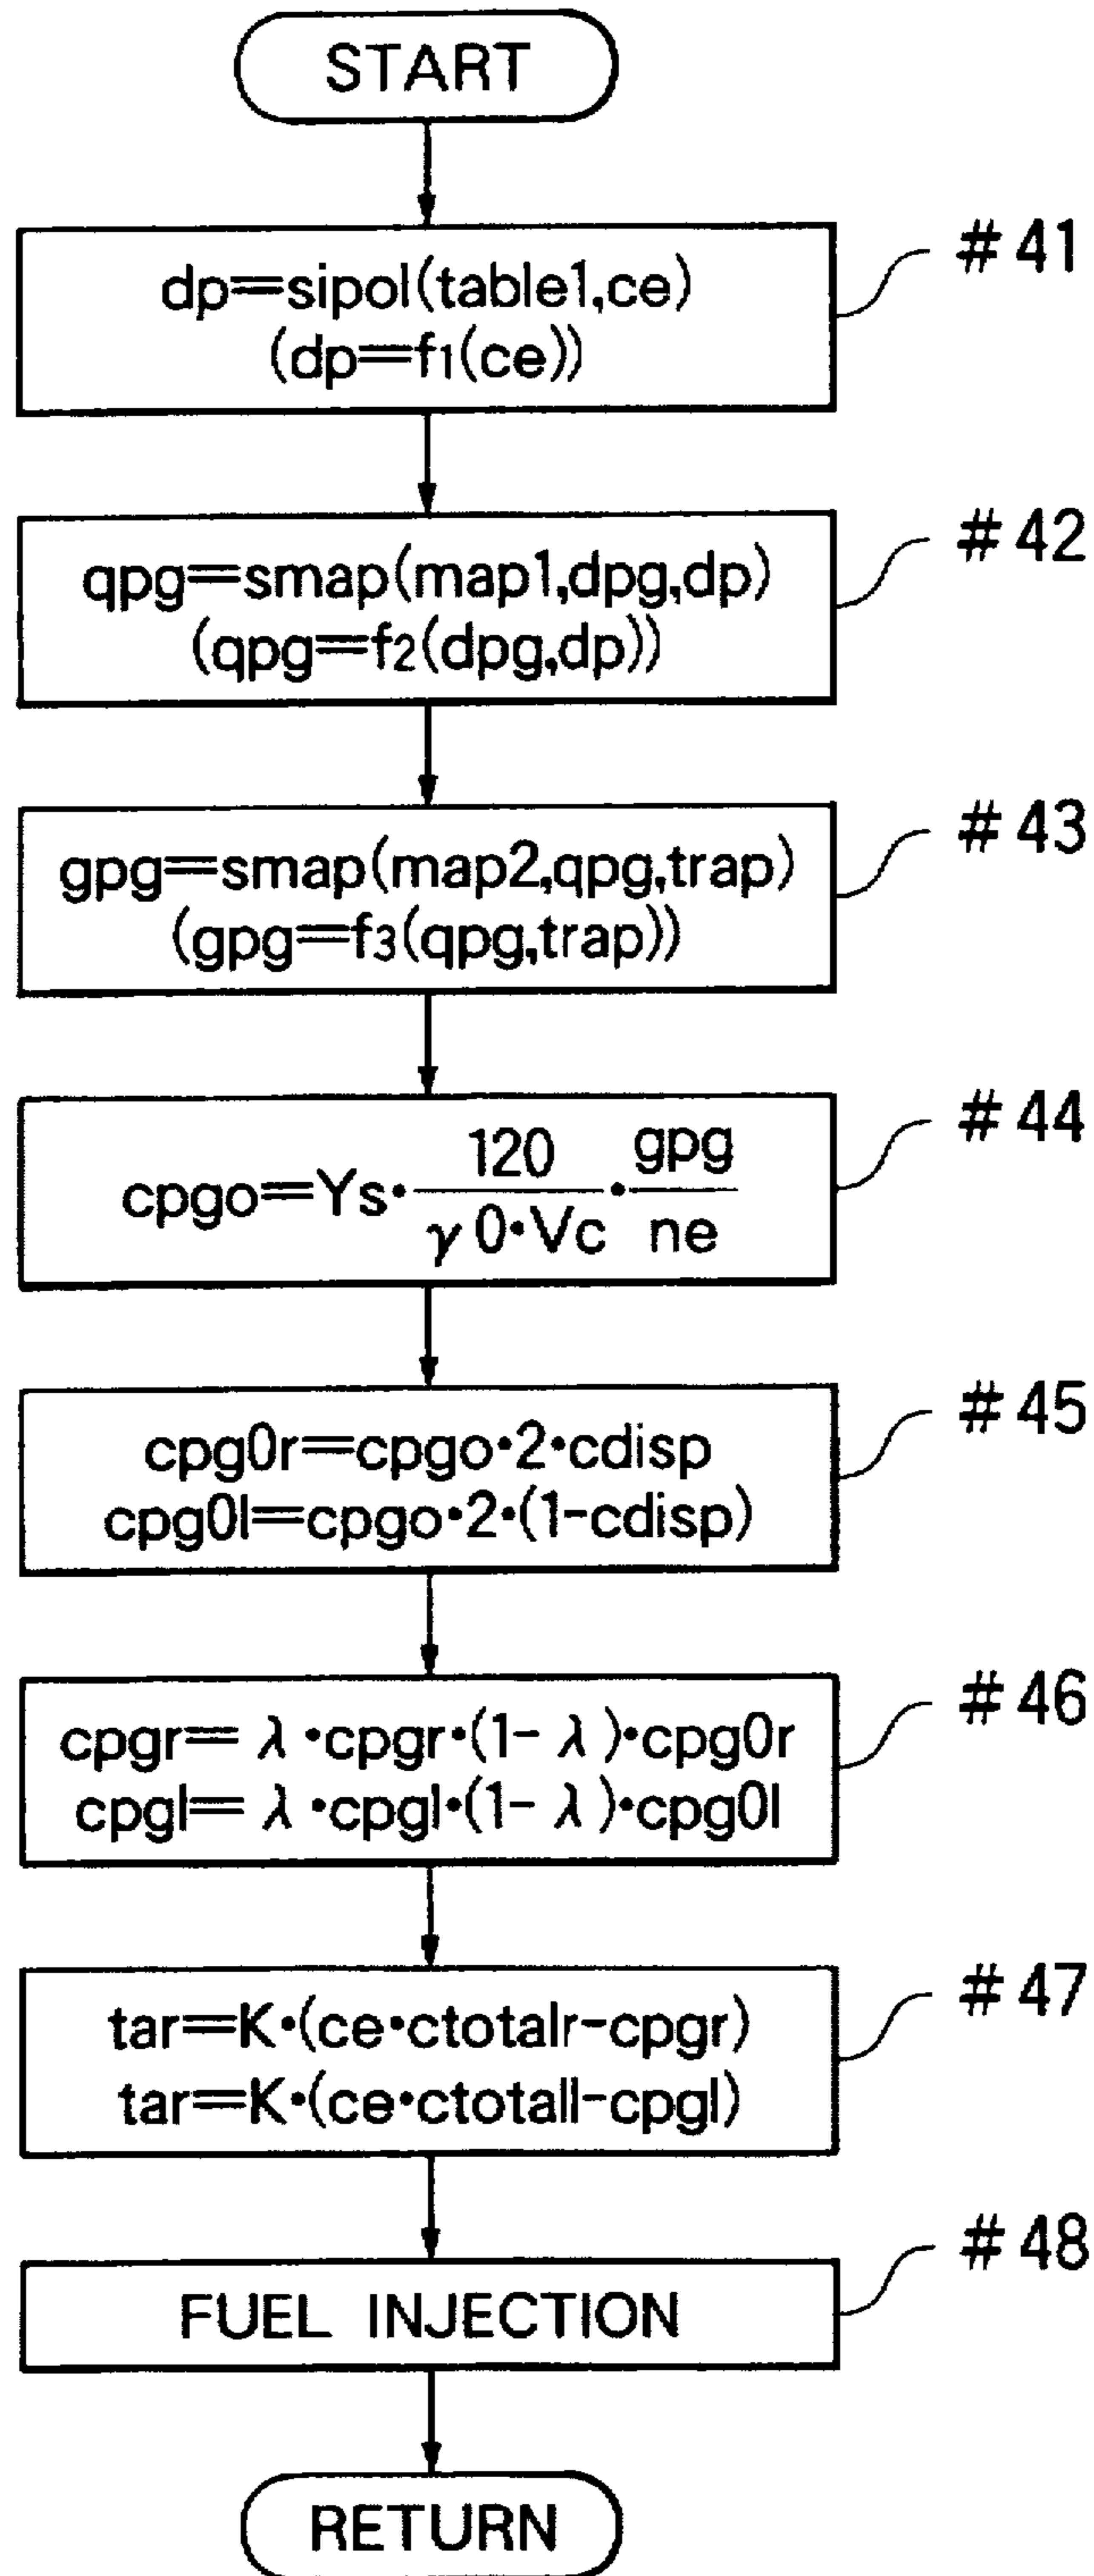 START
#41
dp=sipol(table1,ce)
(dp=f1(ce))
#42
qpg=smap(map1,dpg,dp)
(qpg=f2(dpg,dp))
#43
gpg=smap(map2,qpg,trap)
(gpg=f3(qpg,trap))
#44
cpgo=Ys・120/γ0・Vc・gpg/ne
#45
cpg0r=cpgo・2・cdisp
cpg0l=cpgo・2・(1-cdisp)
#46
cpgr= λ・cpgr・(1- λ)・cpg0r
cpgl= λ・cpgl・(1- λ)・cpg0l
#47
tar=K・(ce・ctotalr-cpgr)
tar=K・(ce・ctotall-cpgl)
#48
FUEL INJECTION
RETURN